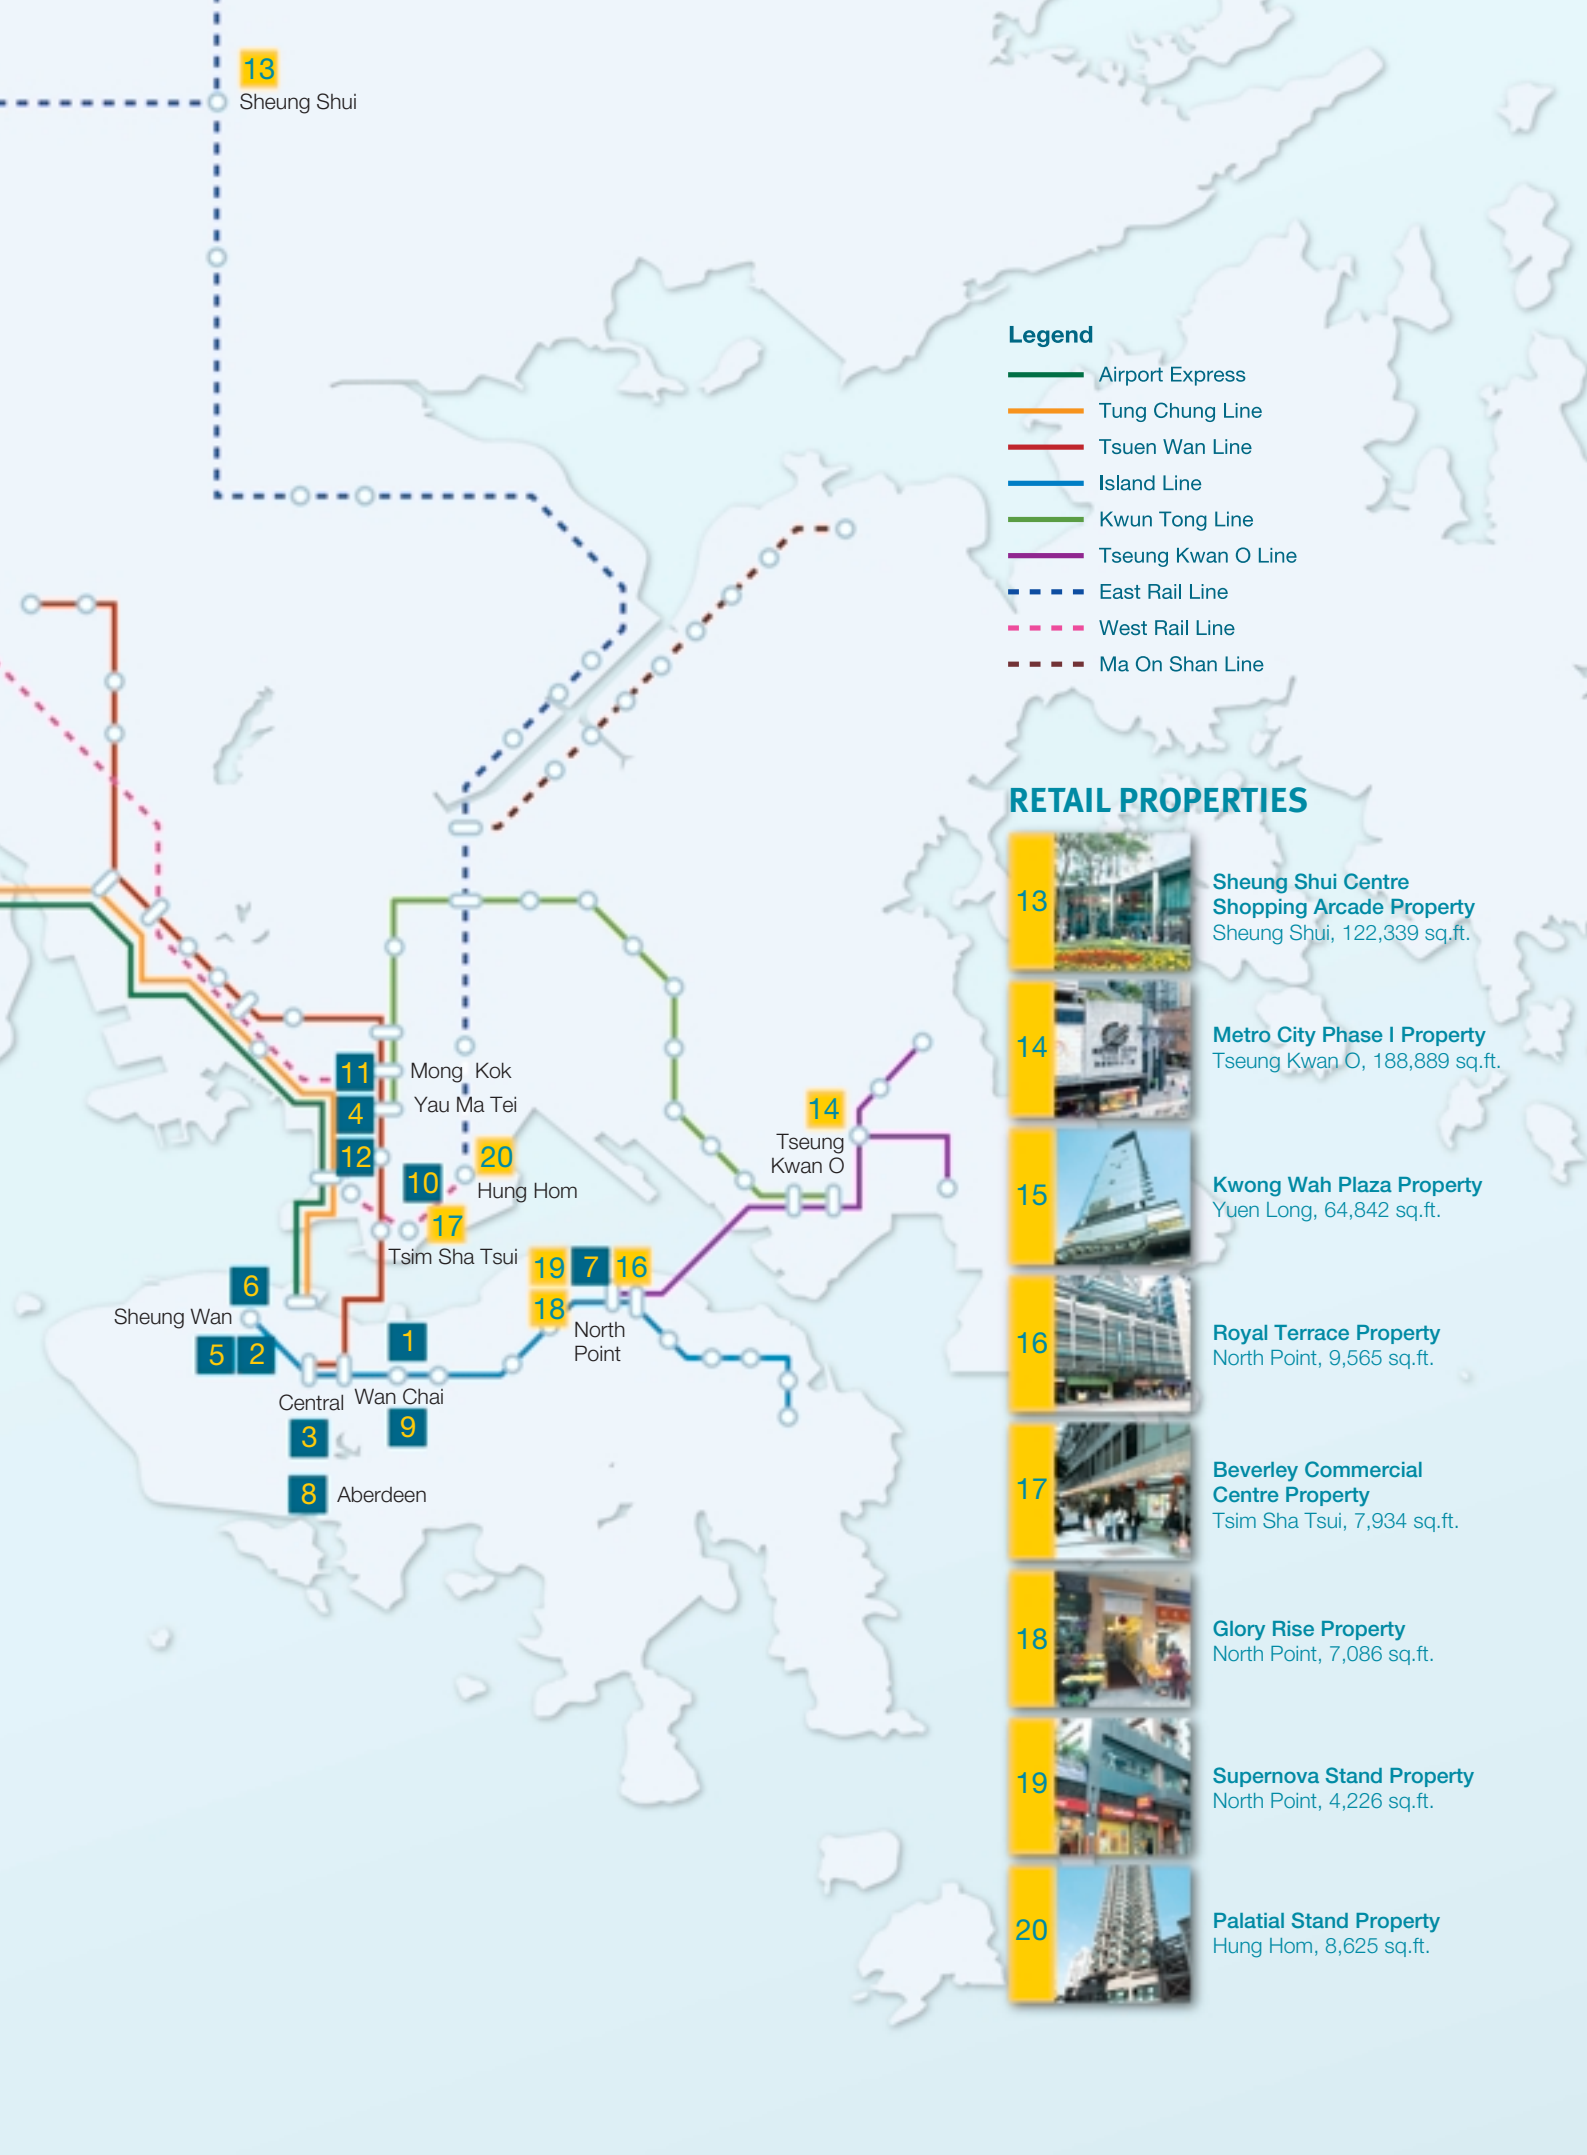 13
Sheung Shui
Legend
Airport Express
Tung Chung Line
Tsuen Wan Line
Island Line
Kwun Tong Line
Tseung Kwan O Line
East Rail Line
West Rail Line
Ma On Shan Line
11
Mong Kok
4
Yau Ma Tei
12
10
20
Hung Hom
17
Tsim Sha Tsui
14
Tseung
Kwan O
19 7 16
18
North
Point
6
Sheung Wan
5 2
1
Central
Wan Chai
3
9
8
Aberdeen
RETAIL PROPERTIES
13
Sheung Shui Centre
Shopping Arcade Property
Sheung Shui, 122,339 sq.ft.
14
Metro City Phase I Property
Tseung Kwan O, 188,889 sq.ft.
15
Kwong Wah Plaza Property
Yuen Long, 64,842 sq.ft.
16
Royal Terrace Property
North Point, 9,565 sq.ft.
17
Beverley Commercial
Centre Property
Tsim Sha Tsui, 7,934 sq.ft.
18
Glory Rise Property
North Point, 7,086 sq.ft.
19
Supernova Stand Property
North Point, 4,226 sq.ft.
20
Palatial Stand Property
Hung Hom, 8,625 sq.ft.